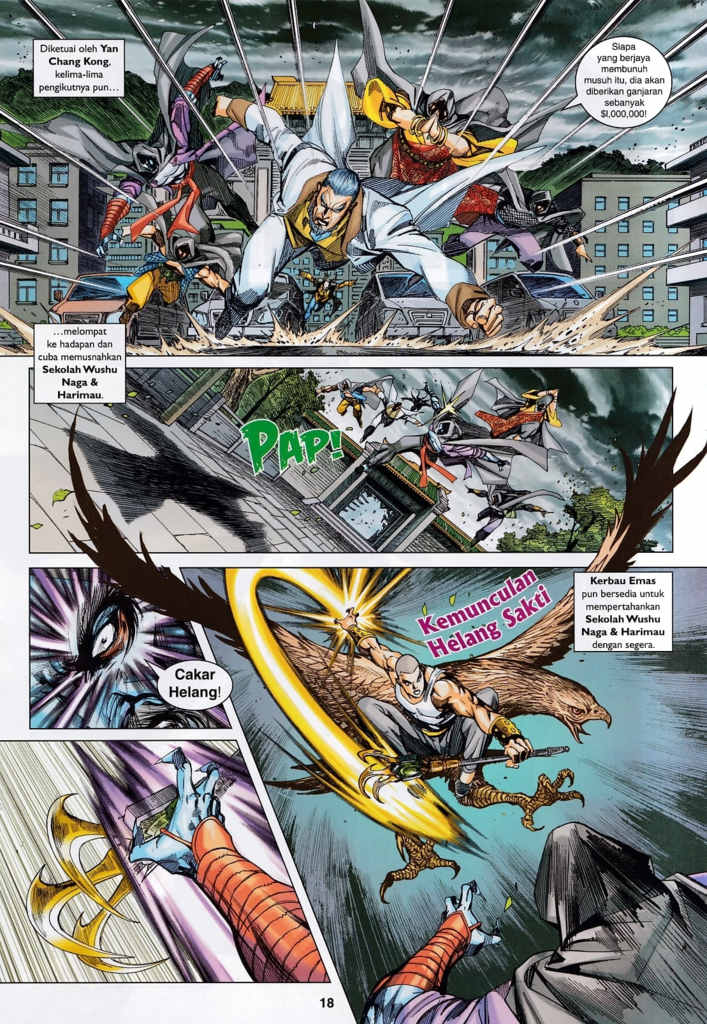 Diketuai oleh Yan
Chang Kong,
kelima-lima
pengikutnya pun...
Siapa
yang berjaya
membunuh
musuh itu, dia akan
diberikan ganjaran
sebanyak
$1,000,000!
...melompat
ke hadapan dan
cuba memusnahkan
Sekolah Wushu
Naga &
Harimau.
PAP!
Cakar
Helang!
Kemunculan
Helang Sakti
Kerbau Emas
pun bersedia untuk
mempertahankan
Sekolah Wushu
Naga & Harimau
dengan segera.
18